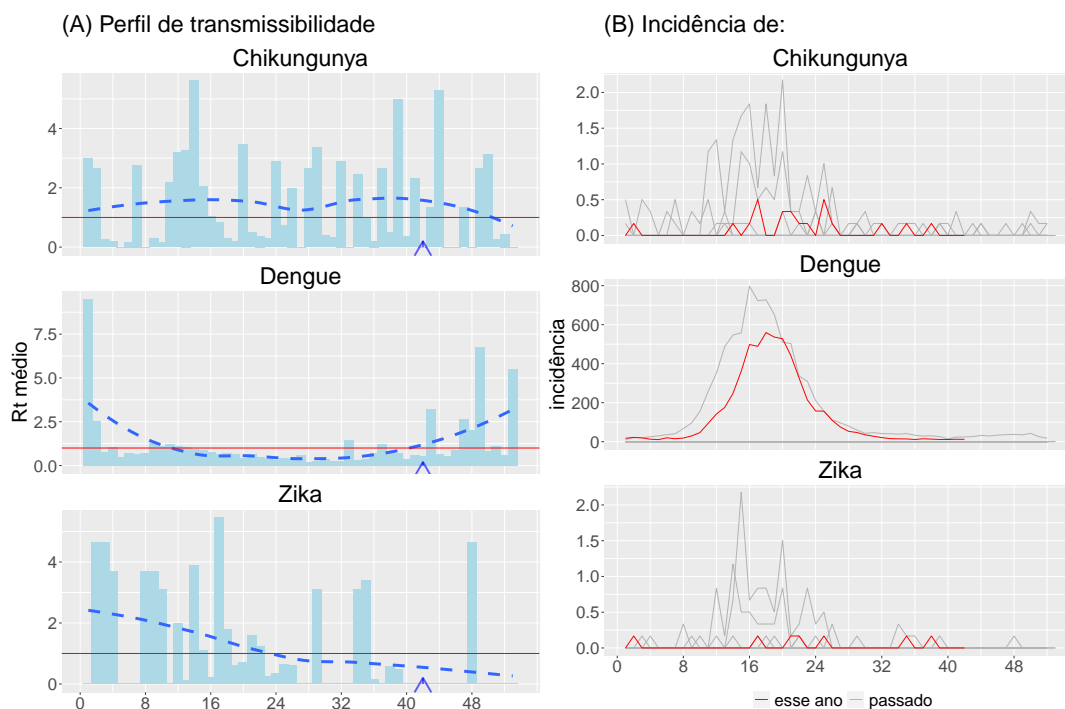 (A) Perfil de transmissibilidade
Chikungunya
4
2
0
Dengue
Rt médio
7.5
5.0
2.5
0.0
Zika
4
2
0
0 8 16 24 32 40 48
(B) Incidência de:
Chikungunya
2.0
1.5
1.0
0.5
0.0
Dengue
incidência
800
600
400
200
0
Zika
2.0
1.5
1.0
0.5
0.0
0 8 16 24 32 40 48
esse ano passado